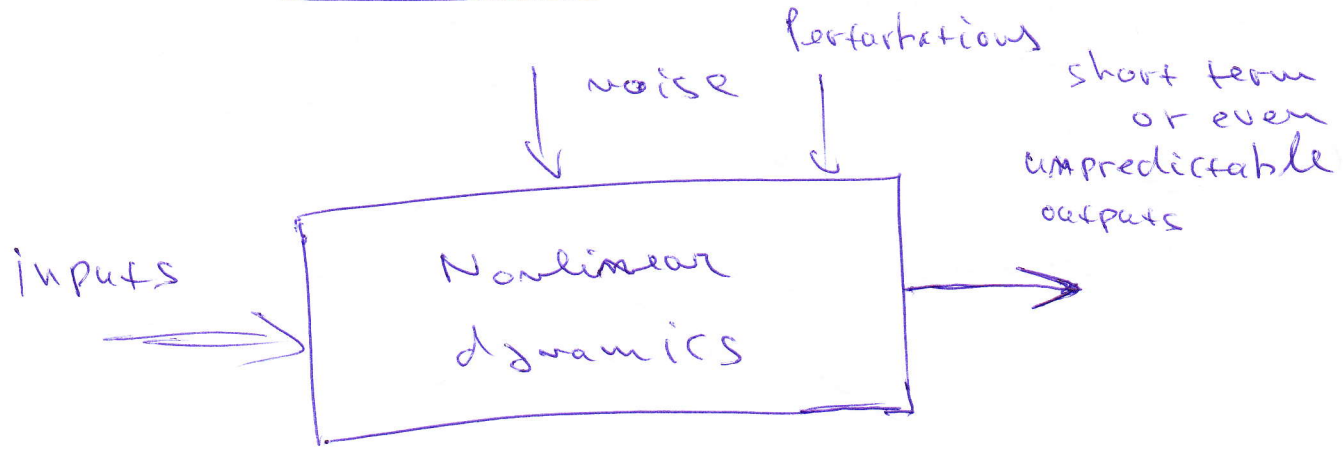 Perturbations
noise
short term
or even
unpredictable
outputs
inputs
Nonlinear
dynamics